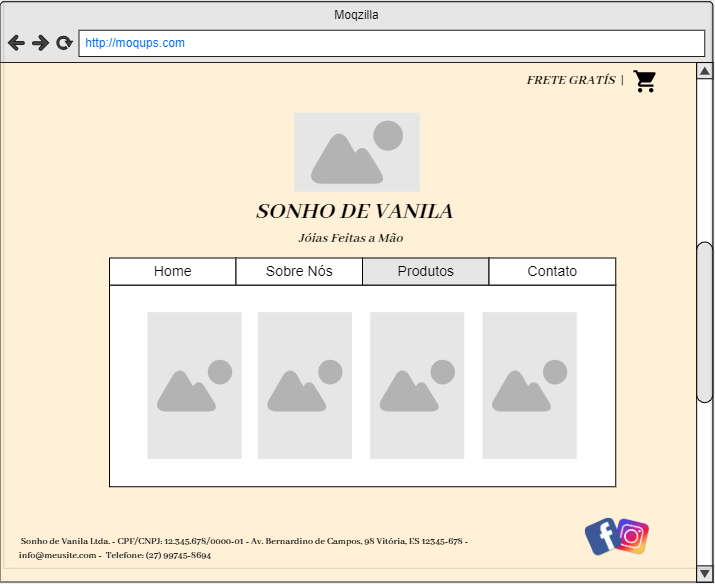 Moqzilla
http://moqups.com
FRETE GRATÍS |
SONHO DE VANILA
Jóias Feitas a Mão
Home Sobre Nós Produtos Contato
Sonho de Vanila Ltda. - CPF/CNPJ: 12.345.678/0000-01 - Av. Bernardino de Campos, 98 Vitória, ES 12345-678 -
info@meusite.com - Telefone: (27) 99745-8694